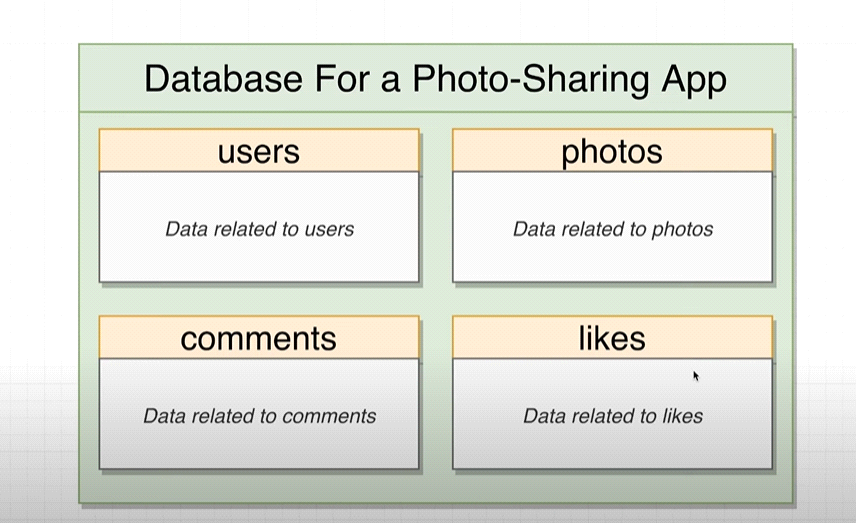 Database For a Photo-Sharing App
users
Data related to users
photos
Data related to photos
comments
Data related to comments
likes
Data related to likes